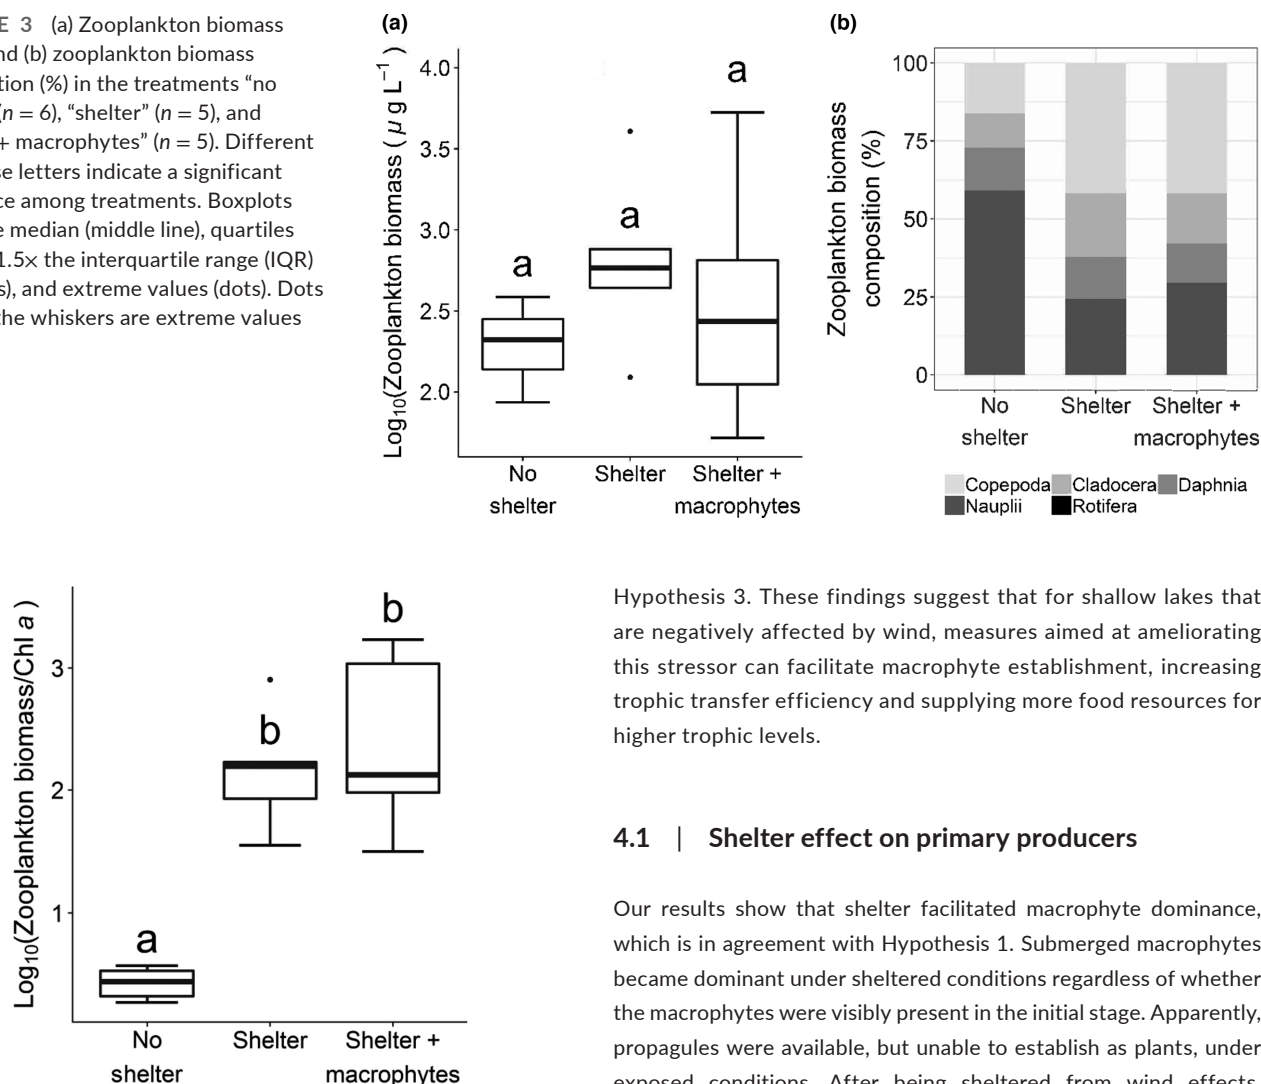 E 3 (a) Zooplankton biomass
nd (b) zooplankton biomass
tion (%) in the treatments “no
(n = 6), “shelter” (n = 5), and
+ macrophytes” (n = 5). Different
se letters indicate a significant
ce among treatments. Boxplots
e median (middle line), quartiles
1.5× the interquartile range (IQR)
s), and extreme values (dots). Dots
the whiskers are extreme values
(a)
Log10(Zooplankton biomass ( µ g L−1 )
4.0
3.5
3.0
2.5
2.0
a
a
a
No
shelter
Shelter
Shelter +
macrophytes
(b)
Zooplankton biomass
composition (%)
100
75
50
25
0
No
shelter
Shelter
Shelter +
macrophytes
Copepoda Cladocera Daphnia
Nauplii Rotifera
Log10(Zooplankton biomass/Chl a )
3
2
1
a
b
b
No
shelter
Shelter
Shelter +
macrophytes
Hypothesis 3. These findings suggest that for shallow lakes that
are negatively affected by wind, measures aimed at ameliorating
this stressor can facilitate macrophyte establishment, increasing
trophic transfer efficiency and supplying more food resources for
higher trophic levels.
4.1 | Shelter effect on primary producers
Our results show that shelter facilitated macrophyte dominance,
which is in agreement with Hypothesis 1. Submerged macrophytes
became dominant under sheltered conditions regardless of whether
the macrophytes were visibly present in the initial stage. Apparently,
propagules were available, but unable to establish as plants, under
exposed conditions. After being sheltered from wind effects,